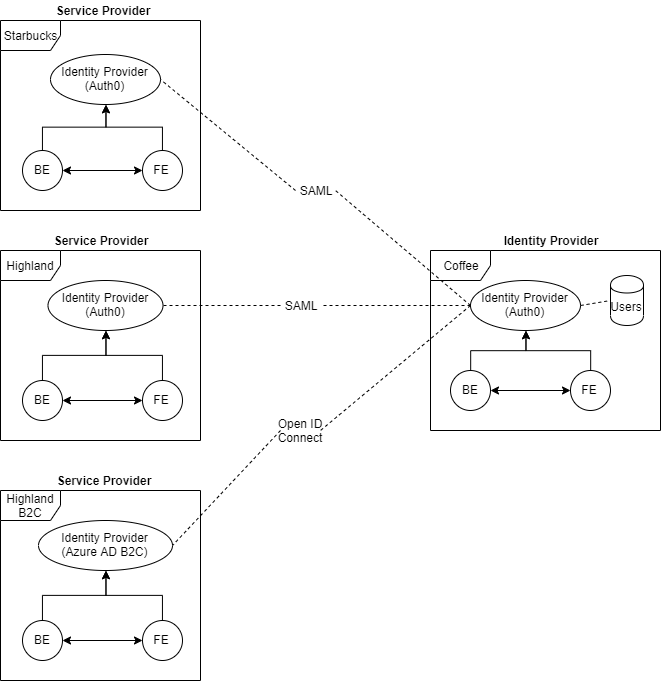 Service Provider
Starbucks
Identity Provider
(Auth0)
BE
FE
SAML
Service Provider
Highland
Identity Provider
(Auth0)
BE
FE
SAML
Identity Provider
Coffee
Identity Provider
(Auth0)
Users
BE
FE
Open ID
Connect
Service Provider
Highland
B2C
Identity Provider
(Azure AD B2C)
BE
FE